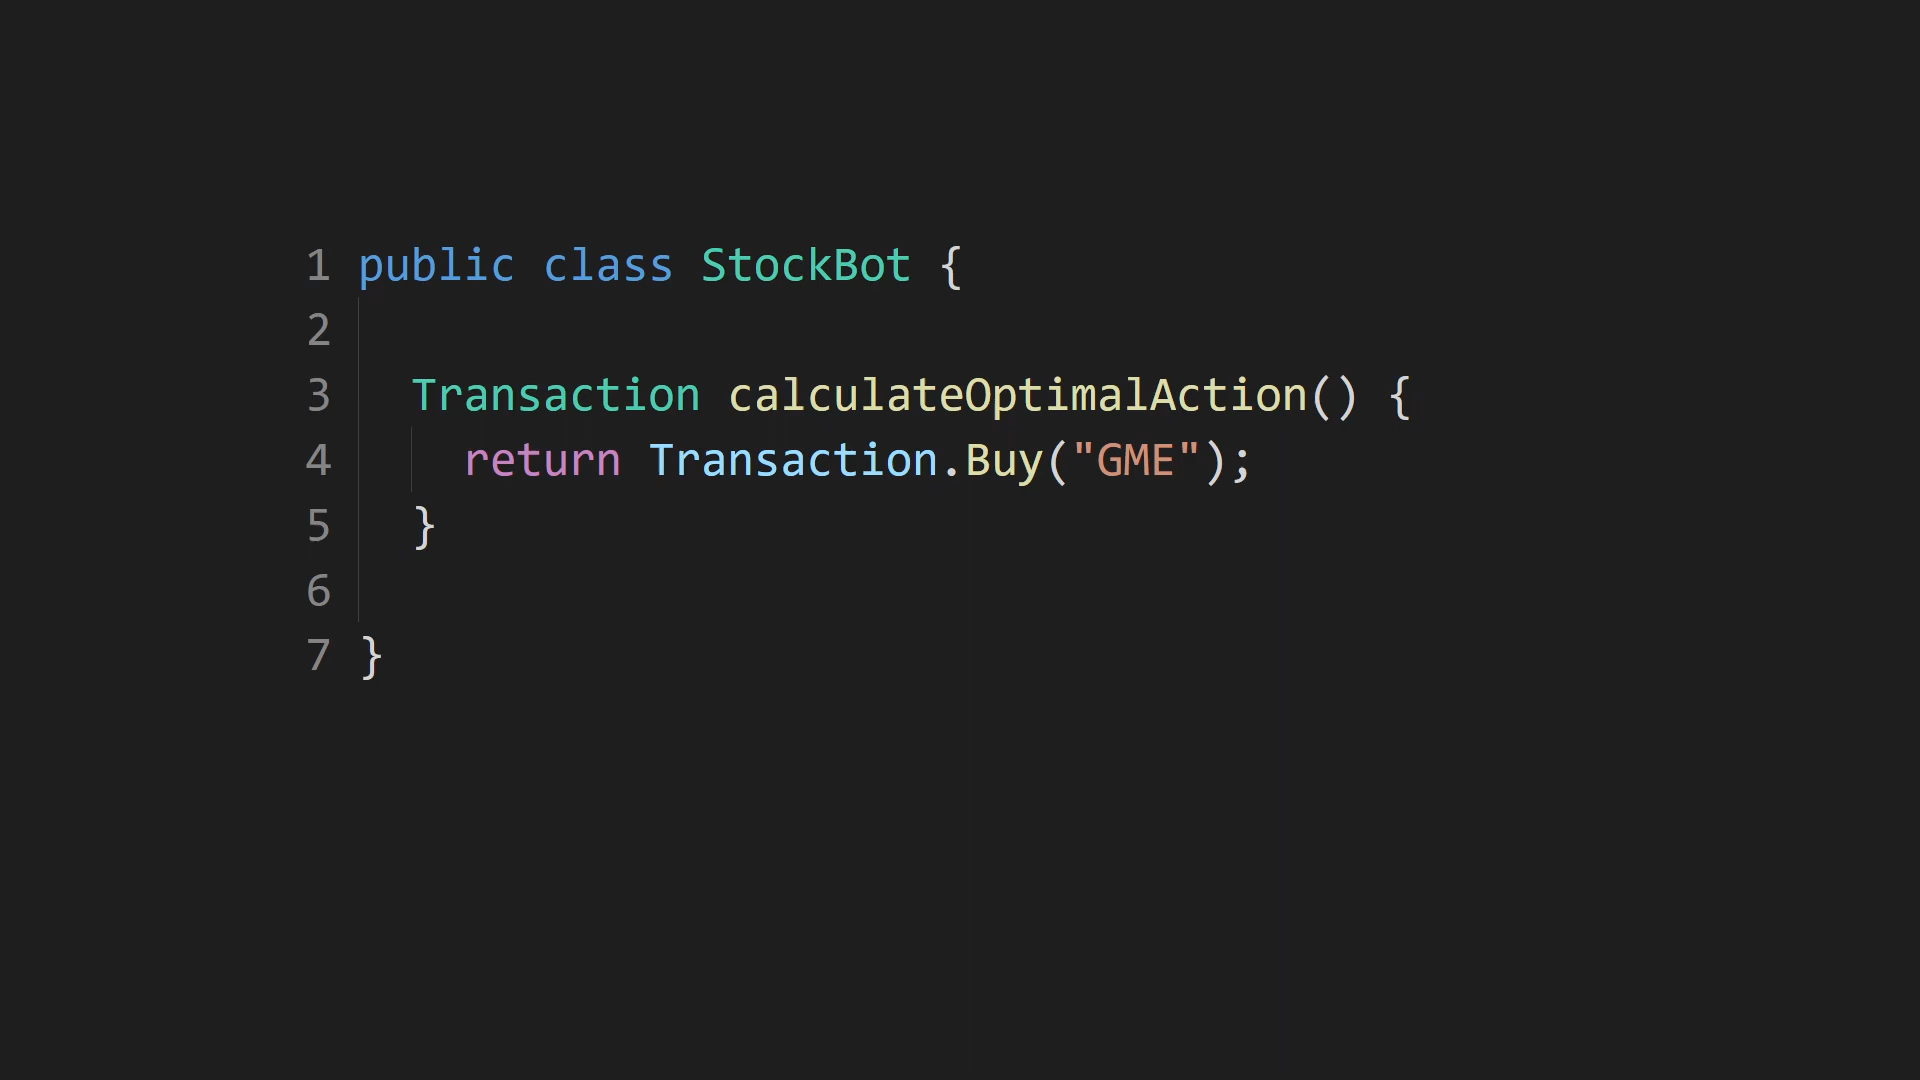 1 public class StockBot {
2
3 Transaction calculateOptimalAction() {
4 return Transaction.Buy("GME");
5 }
6
7 }